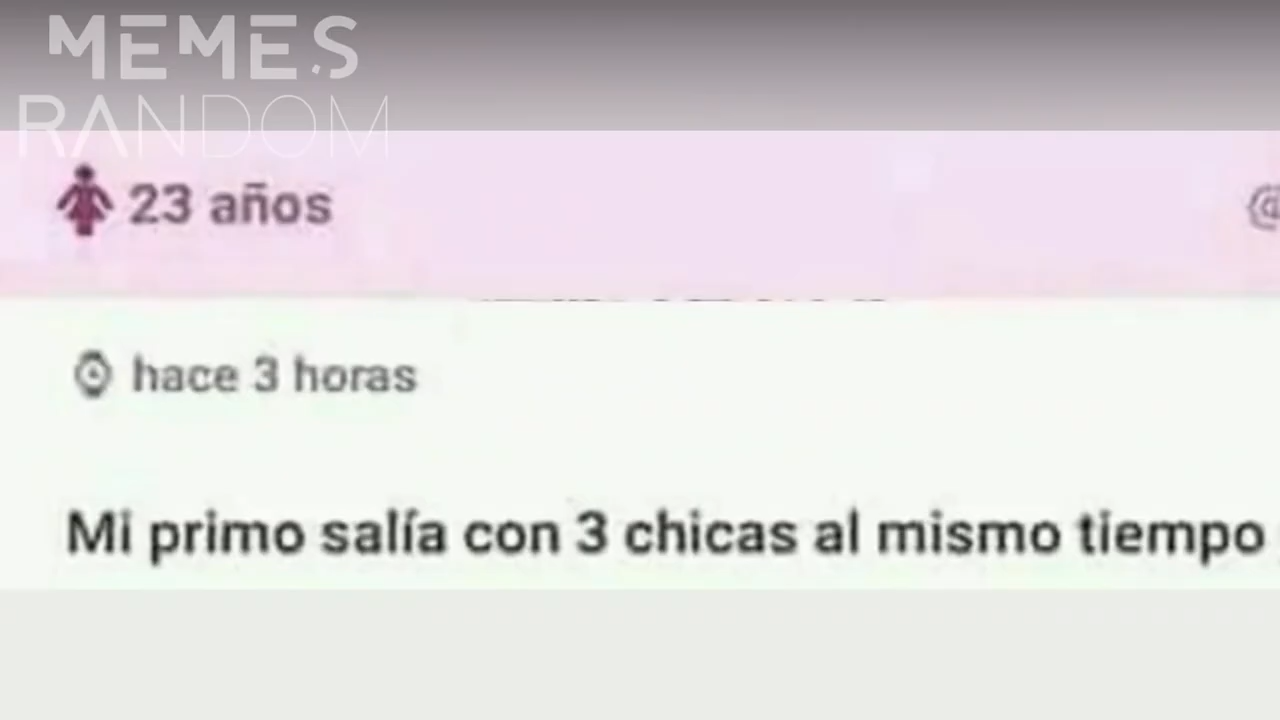 MEMES
RANDOM
23 años @
hace 3 horas
Mi primo salía con 3 chicas al mismo tiempo